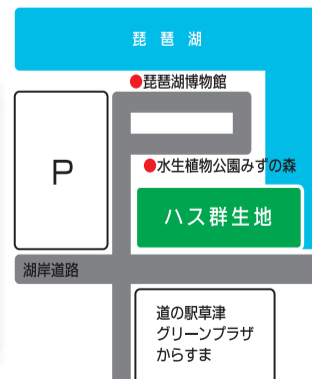 琵琶湖
琵琶湖博物館
P
水生植物公園みずの森
ハス群生地
湖岸道路
道の駅草津
グリーンプラザ
からすま